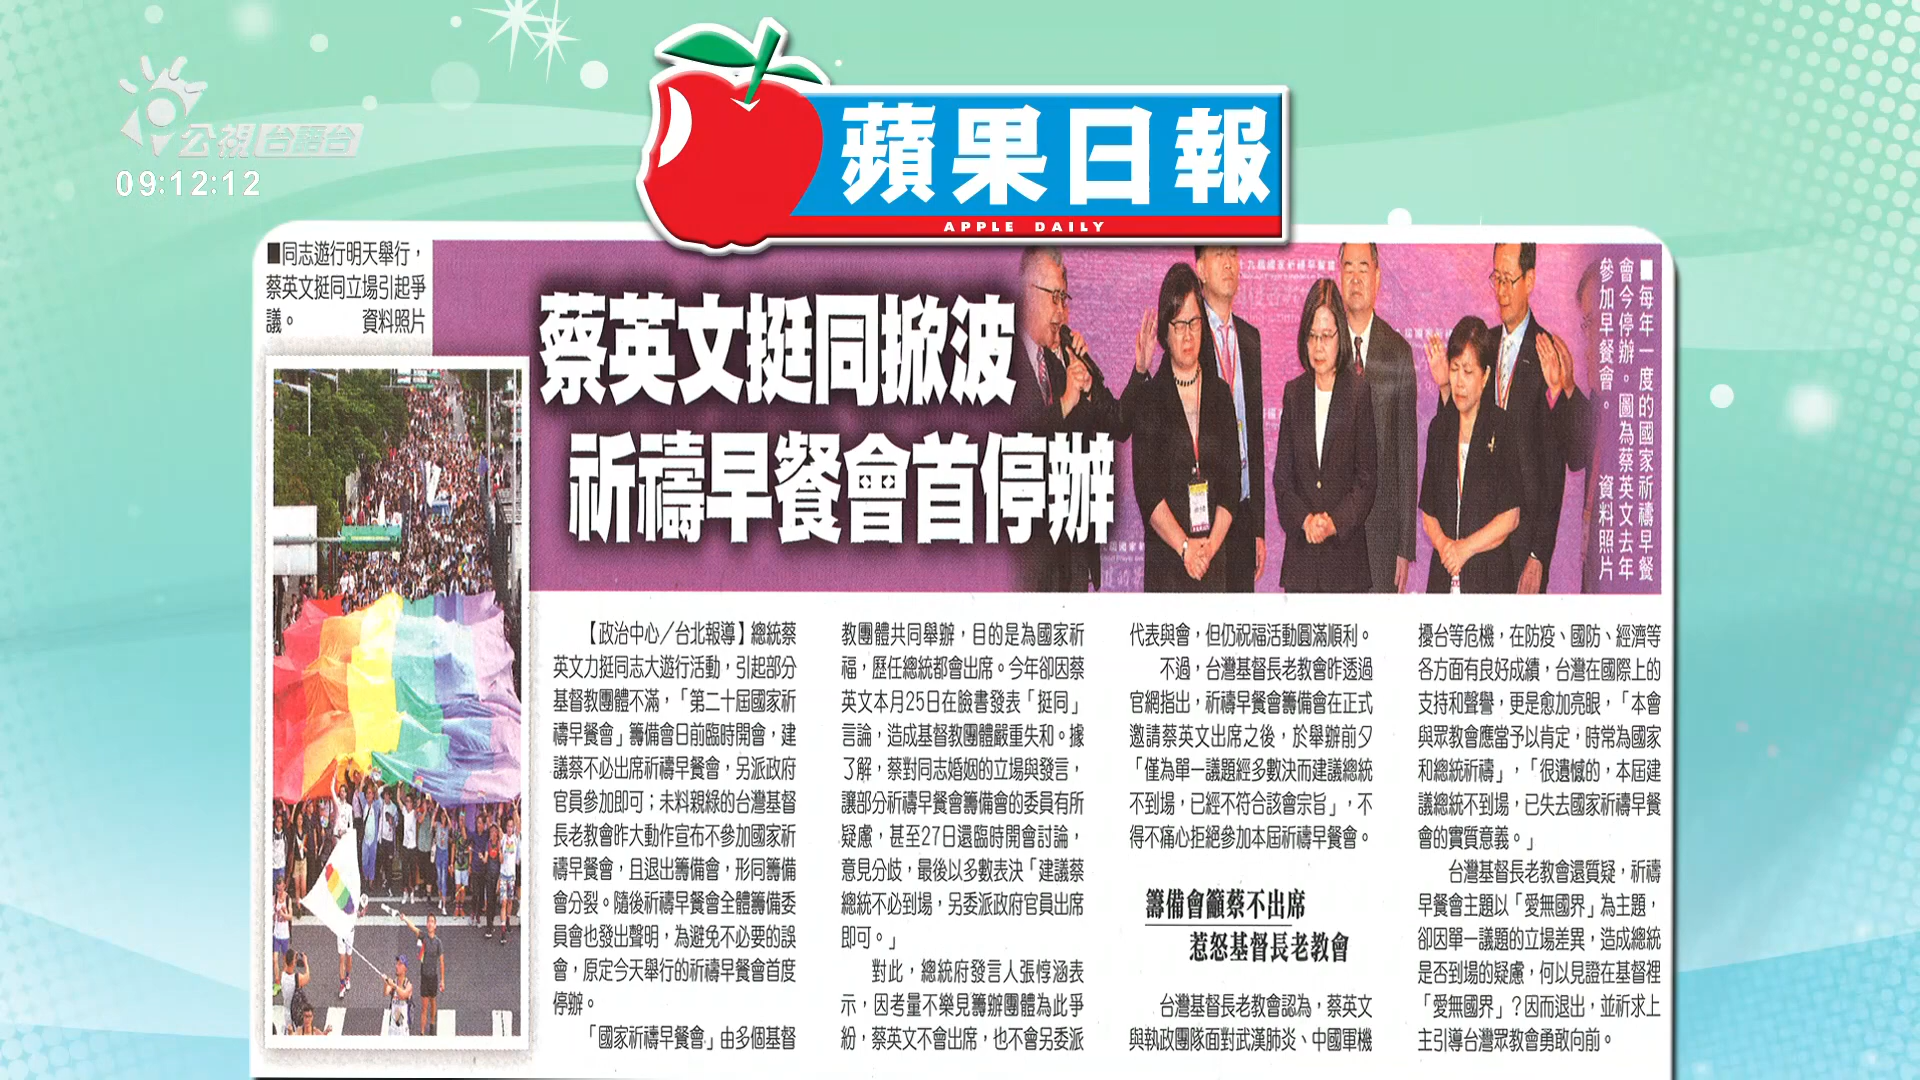 公視台語台
09:12:12
蘋果日報
APPLE DAILY
■同志遊行明天舉行，
蔡英文挺同立場引起爭
議。 資料照片
蔡英文挺同掀波
祈禱早餐會首停辦
■每年一度的國家祈禱早餐
會今停辦。圖為蔡英文去年
參加早餐會。 資料照片
【政治中心／台北報導】總統蔡
英文力挺同志大遊行活動，引起部分
基督教團體不滿，「第二十屆國家祈
禱早餐會」籌備會日前臨時開會，建
議蔡不必出席祈禱早餐會，另派政府
官員參加即可；未料親綠的台灣基督
長老教會昨大動作宣布不參加國家祈
禱早餐會，且退出籌備會，形同籌備
會分裂。隨後祈禱早餐會全體籌備委
員會也發出聲明，為避免不必要的誤
會，原定今天舉行的祈禱早餐會首度
停辦。
「國家祈禱早餐會」由多個基督
教團體共同舉辦，目的是為國家祈
福，歷任總統都會出席。今年卻因蔡
英文本月25日在臉書發表「挺同」
言論，造成基督教團體嚴重失和。據
了解，蔡對同志婚姻的立場與發言，
讓部分祈禱早餐會籌備會的委員有所
疑慮，甚至27日還臨時開會討論，
意見分歧，最後以多數表決「建議蔡
總統不必到場，另委派政府官員出席
即可。」
對此，總統府發言人張惇涵表
示，因考量不樂見籌辦團體為此爭
紛，蔡英文不會出席，也不會另委派
代表與會，但仍祝福活動圓滿順利。
不過，台灣基督長老教會昨透過
官網指出，祈禱早餐會籌備會在正式
邀請蔡英文出席之後，於舉辦前夕
「僅為單一議題經多數決而建議總統
不到場，已經不符合該會宗旨」，不
得不痛心拒絕參加本屆祈禱早餐會。
籌備會籲蔡不出席
惹怒基督長老教會
台灣基督長老教會認為，蔡英文
與執政團隊面對武漢肺炎、中國軍機
擾台等危機，在防疫、國防、經濟等
各方面有良好成績，台灣在國際上的
支持和聲譽，更是愈加亮眼，「本會
與眾教會應當予以肯定，時常為國家
和總統祈禱」，「很遺憾的，本屆建
議總統不到場，已失去國家祈禱早餐
會的實質意義。」
台灣基督長老教會還質疑，祈禱
早餐會主題以「愛無國界」為主題，
卻因單一議題的立場差異，造成總統
是否到場的疑慮，何以見證在基督裡
「愛無國界」？因而退出，並祈求上
主引導台灣眾教會勇敢向前。